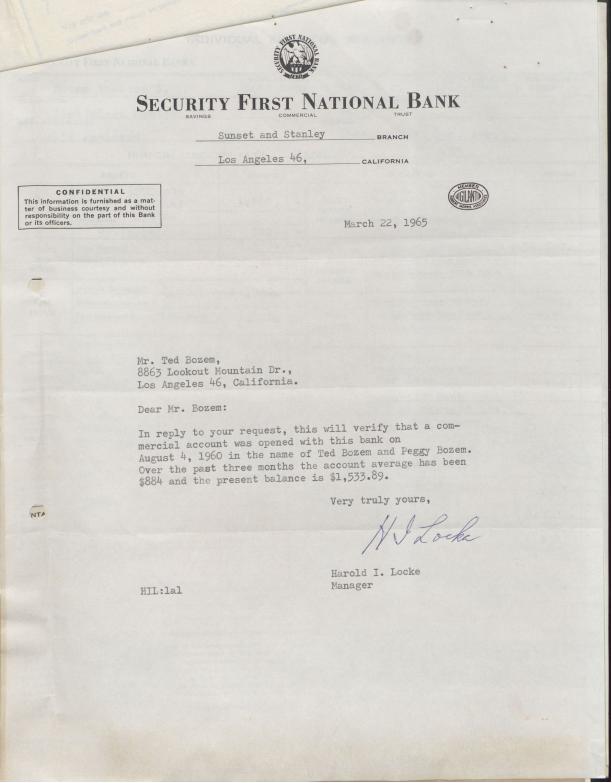 SECURITY FIRST NATIONAL BANK
SECURITY FIRST NATIONAL BANK
SAVINGS COMMERCIAL TRUST
Sunset and Stanley BRANCH
Los Angeles 46, CALIFORNIA
CONFIDENTIAL
This information is furnished as a mat-
ter of business courtesy and without
responsibility on the part of this Bank
or its officers.
MEMBER
March 22, 1965
Mr. Ted Bozem,
8863 Lookout Mountain Dr.,
Los Angeles 46, California.
Dear Mr. Bozem:
In reply to your request, this will verify that a com-
mercial account was opened with this bank on
August 4, 1960 in the name of Ted Bozem and Peggy Bozem.
Over the past three months the account average has been
$884 and the present balance is $1,533.89.
Very truly yours,
H I Locke
Harold I. Locke
Manager
HIL:lal